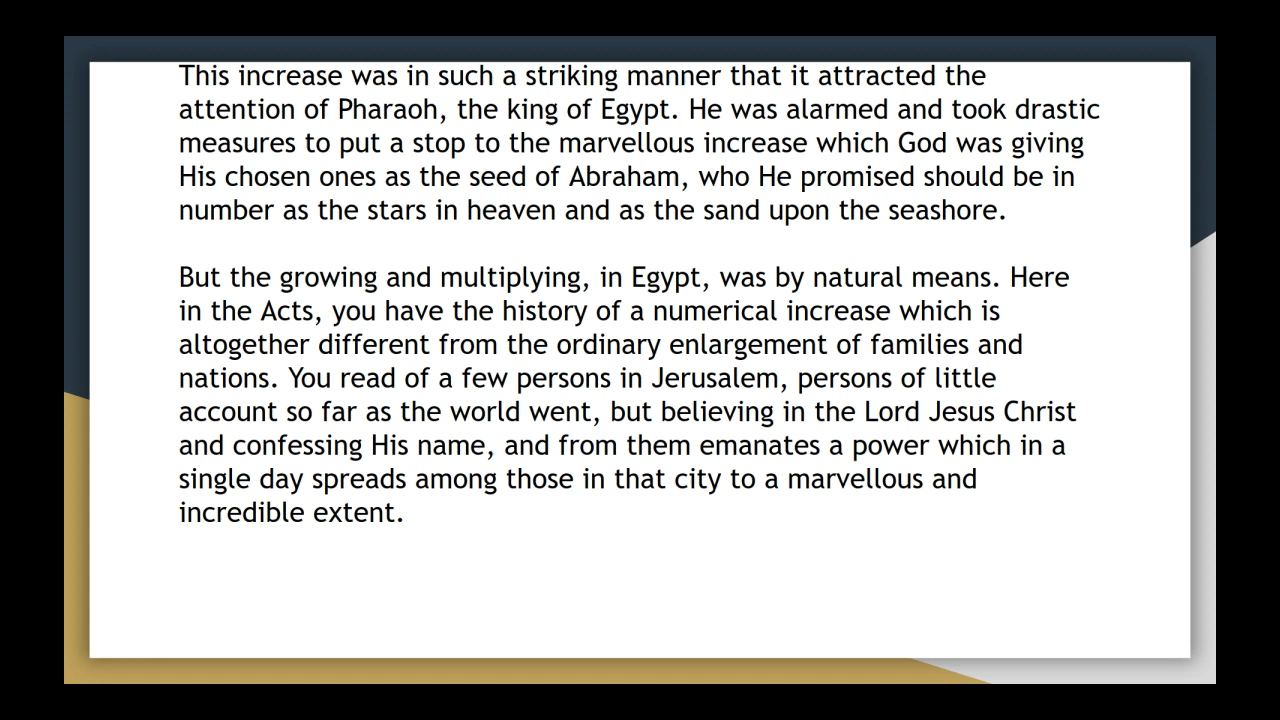 This increase was in such a striking manner that it attracted the
attention of Pharaoh, the king of Egypt. He was alarmed and took drastic
measures to put a stop to the marvellous increase which God was giving
His chosen ones as the seed of Abraham, who He promised should be in
number as the stars in heaven and as the sand upon the seashore.
But the growing and multiplying, in Egypt, was by natural means. Here
in the Acts, you have the history of a numerical increase which is
altogether different from the ordinary enlargement of families and
nations. You read of a few persons in Jerusalem, persons of little
account so far as the world went, but believing in the Lord Jesus Christ
and confessing His name, and from them emanates a power which in a
single day spreads among those in that city to a marvellous and
incredible extent.